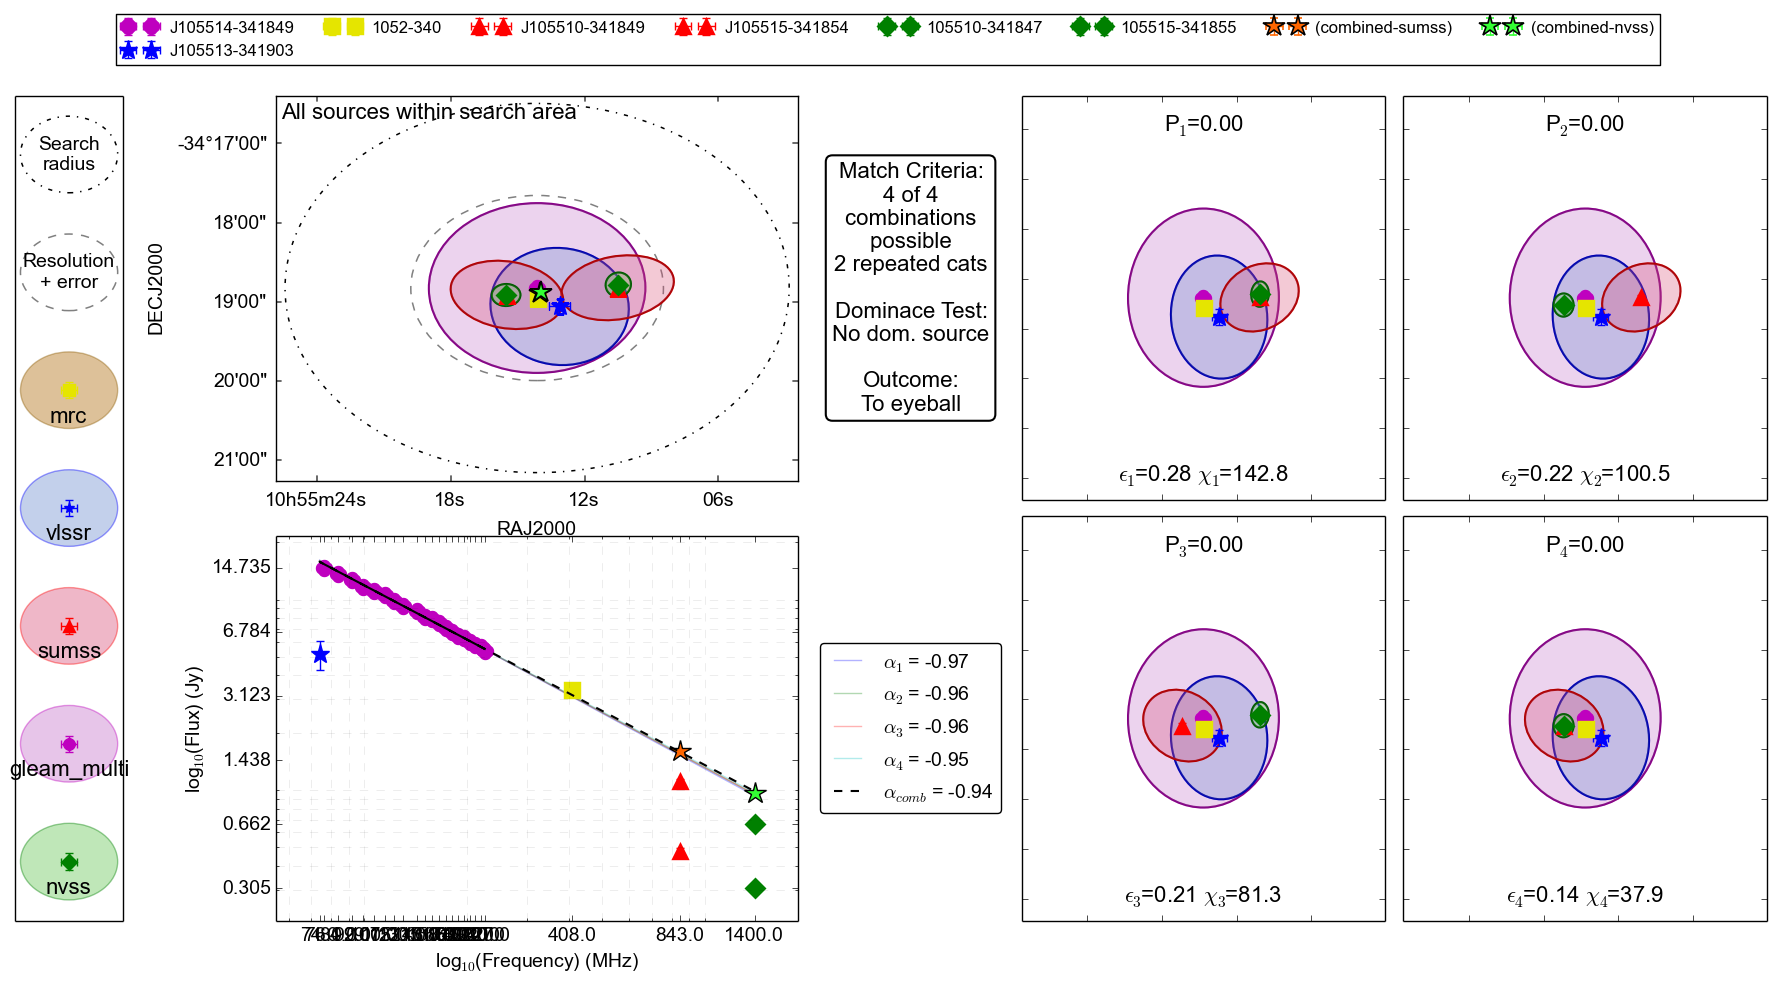 J105514-341849 1052-340 J105510-341849 J105515-341854 105510-341847 105515-341855 (combined-sumss) (combined-nvss)
J105513-341903
Search
radius
Resolution
+ error
mrc
vlssr
sumss
gleam_multi
nvss
All sources within search area
DECJ2000
-34°17'00"
18'00"
19'00"
20'00"
21'00"
10h55m24s 18s 12s 06s
RAJ2000
Match Criteria:
4 of 4
combinations
possible
2 repeated cats
Dominace Test:
No dom. source
Outcome:
To eyeball
P1=0.00
ϵ1=0.28 χ1=142.8
P2=0.00
ϵ2=0.22 χ2=100.5
P3=0.00
ϵ3=0.21 χ3=81.3
P4=0.00
ϵ4=0.14 χ4=37.9
log10(Flux) (Jy)
14.735
6.784
3.123
1.438
0.662
0.305
408.0 843.0 1400.0
log10(Frequency) (MHz)
α1 = -0.97
α2 = -0.96
α3 = -0.96
α4 = -0.95
αcomb = -0.94